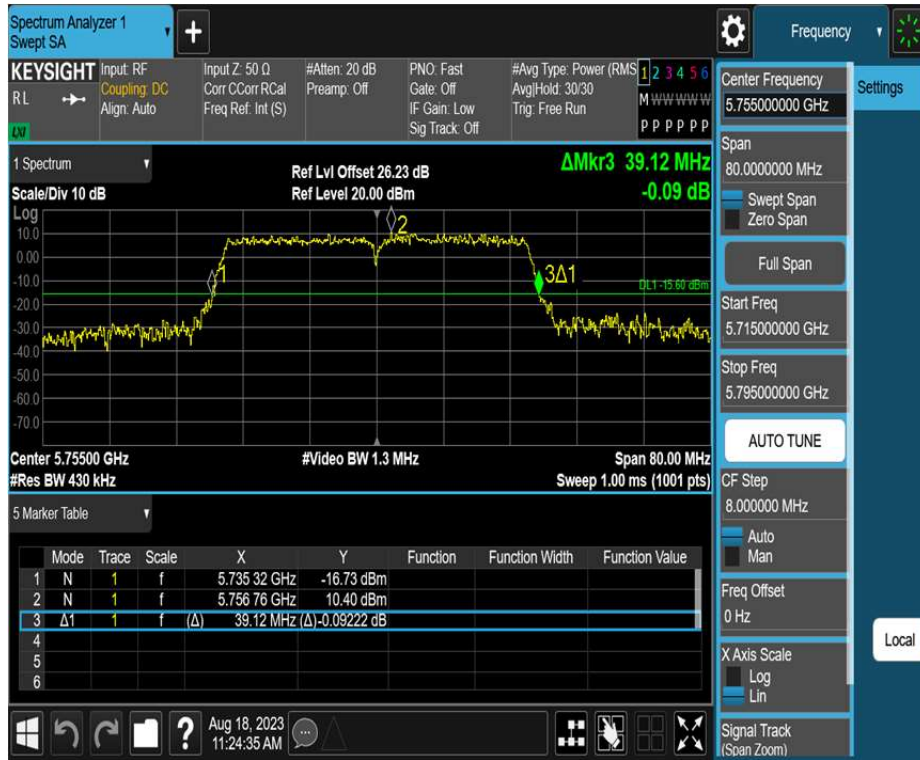 Spectrum Analyzer 1
Swept SA
Frequency
KEYSIGHT
RL
LXI
Input: RF
Coupling: DC
Align: Auto
Input Z: 50 Ω
Corr CCorr RCal
Freq Ref: Int (S)
#Atten: 20 dB
Preamp: Off
PNO: Fast
Gate: Off
IF Gain: Low
Sig Track: Off
#Avg Type: Power (RMS
Avg|Hold: 30/30
Trig: Free Run
1 2 3 4 5 6
M W W W W W
P P P P P P
1 Spectrum
Scale/Div 10 dB
Ref Lvl Offset 26.23 dB
Ref Level 20.00 dBm
ΔMkr3 39.12 MHz
-0.09 dB
Log
10.0
0.00
-10.0
-20.0
-30.0
-40.0
-50.0
-60.0
-70.0
1
2
3Δ1
DL1 -15.60 dBm
Center 5.75500 GHz
#Res BW 430 kHz
#Video BW 1.3 MHz
Span 80.00 MHz
Sweep 1.00 ms (1001 pts)
5 Marker Table
Mode Trace Scale X Y Function Function Width Function Value
1 N 1 f 5.735 32 GHz -16.73 dBm
2 N 1 f 5.756 76 GHz 10.40 dBm
3 Δ1 1 f (Δ) 39.12 MHz (Δ) -0.09222 dB
4
5
6
?
Aug 18, 2023
11:24:35 AM
Center Frequency
5.755000000 GHz
Span
80.0000000 MHz
Swept Span
Zero Span
Full Span
Start Freq
5.715000000 GHz
Stop Freq
5.795000000 GHz
AUTO TUNE
CF Step
8.000000 MHz
Auto
Man
Freq Offset
0 Hz
X Axis Scale
Log
Lin
Signal Track
(Span Zoom)
Settings
Local